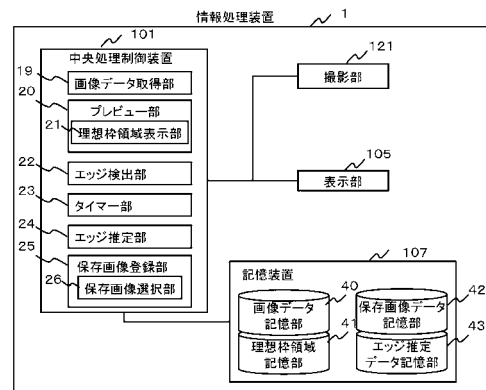 情報処理装置
1
101
中央処理制御装置
19
画像データ取得部
20
プレビュー部
21
理想枠領域表示部
22
エッジ検出部
23
タイマー部
24
エッジ推定部
25
保存画像登録部
26
保存画像選択部
121
撮影部
105
表示部
107
記憶装置
40
画像データ
記憶部
41
理想枠領域
記憶部
42
保存画像データ
記憶部
43
エッジ推定
データ記憶部